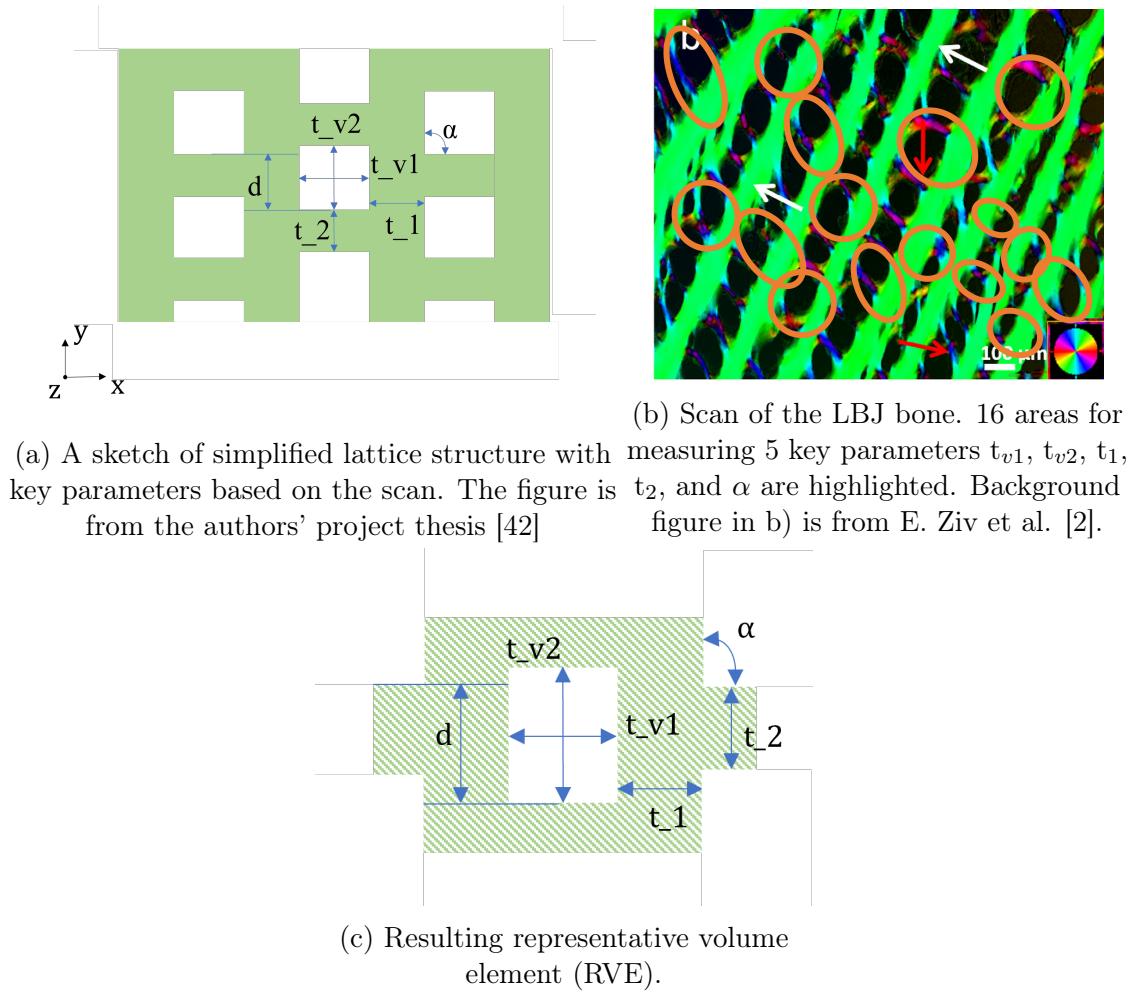 t_v2
α
d
t_v1
t_2
t_1
y
z
x
b
100 μm
(a) A sketch of simplified lattice structure with
key parameters based on the scan. The figure is
from the authors' project thesis [42]
(b) Scan of the LBJ bone. 16 areas for
measuring 5 key parameters t_{v1}, t_{v2}, t_1,
t_2, and α are highlighted. Background
figure in b) is from E. Ziv et al. [2].
α
t_v2
d
t_v1
t_2
t_1
(c) Resulting representative volume
element (RVE).